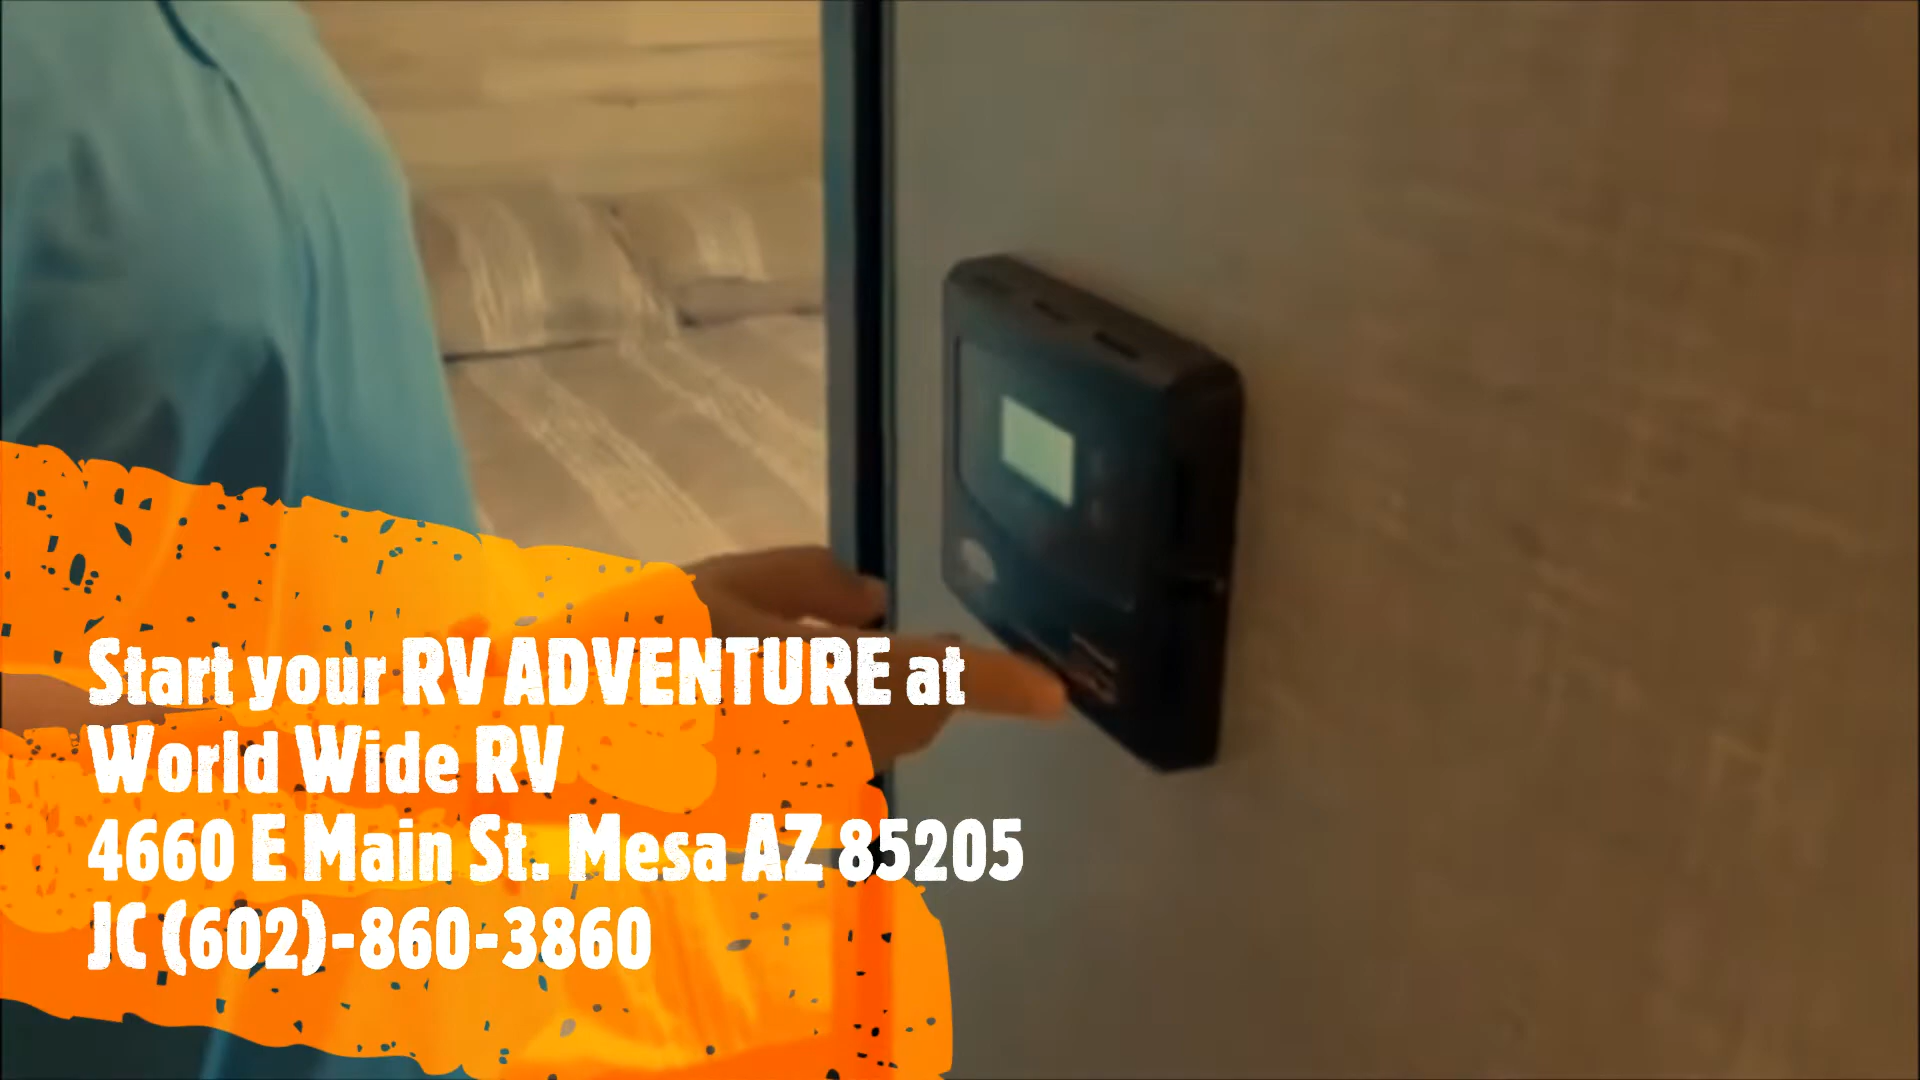 Start your RV ADVENTURE at
World Wide RV
4660 E Main St. Mesa AZ 85205
JC (602)-860-3860